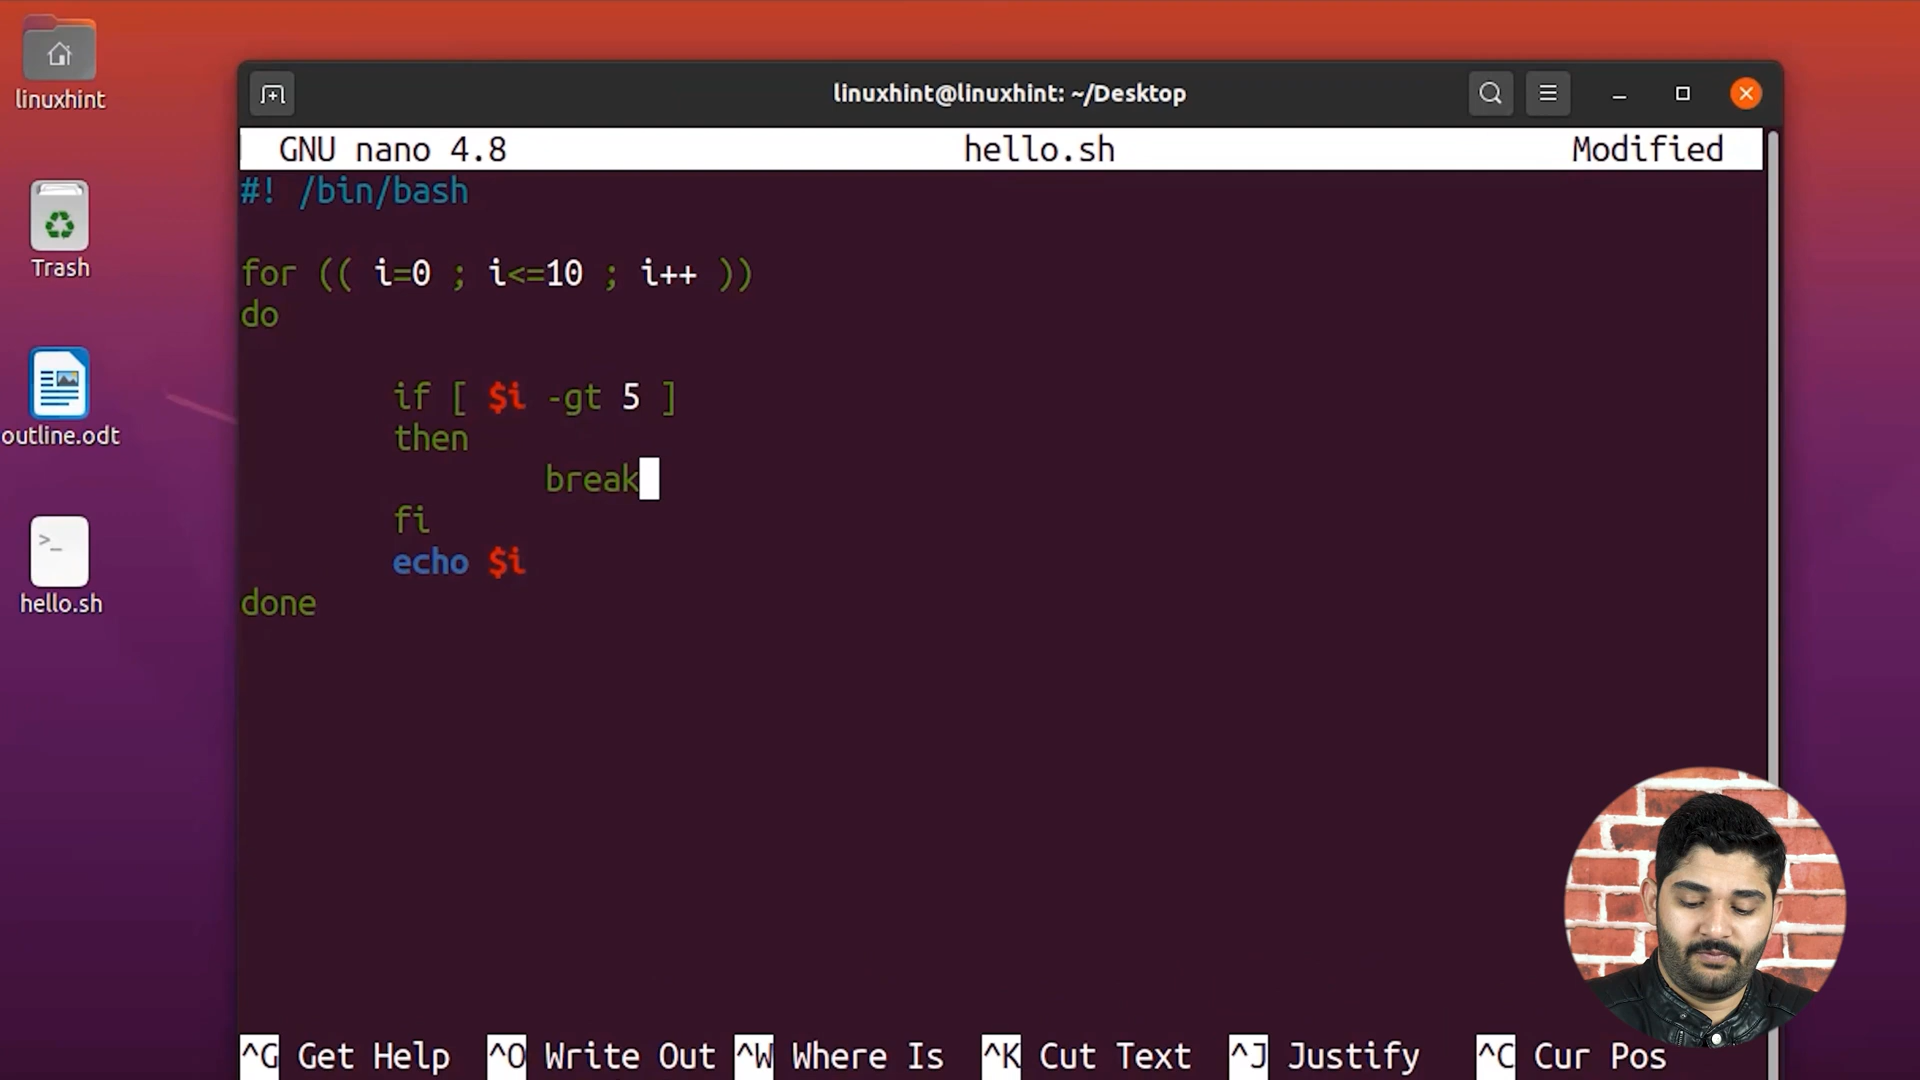 linuxhint
Trash
outline.odt
hello.sh
linuxhint@linuxhint: ~/Desktop
GNU nano 4.8 hello.sh Modified
#! /bin/bash
for (( i=0 ; i<=10 ; i++ ))
do
if [ $i -gt 5 ]
then
break
fi
echo $i
done
^G Get Help ^O Write Out ^W Where Is ^K Cut Text ^J Justify ^C Cur Pos